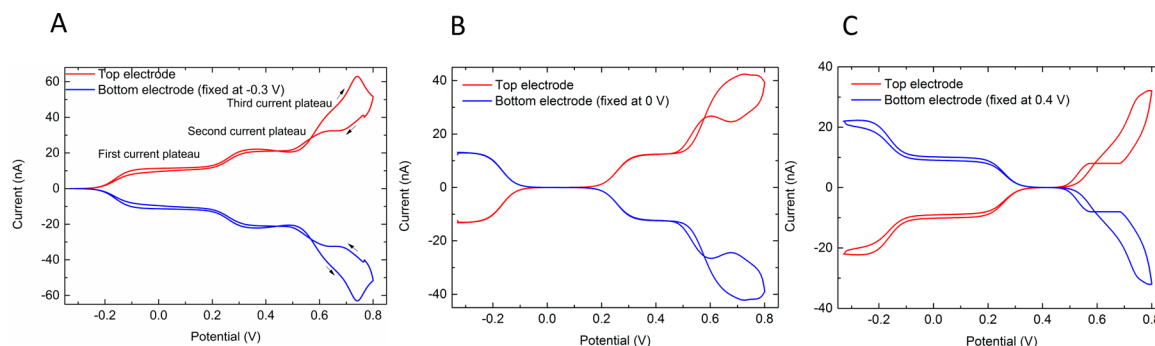 A
B
C
Top electrode
Bottom electrode (fixed at -0.3 V)
Third current plateau
Second current plateau
First current plateau
Current (nA)
60
40
20
0
-20
-40
-60
-0.2 0.0 0.2 0.4 0.6 0.8
Potential (V)
Top electrode
Bottom electrode (fixed at 0 V)
Current (nA)
40
20
0
-20
-40
-0.2 0.0 0.2 0.4 0.6 0.8
Potential (V)
Top electrode
Bottom electrode (fixed at 0.4 V)
Current (nA)
40
20
0
-20
-40
-0.2 0.0 0.2 0.4 0.6 0.8
Potential (V)